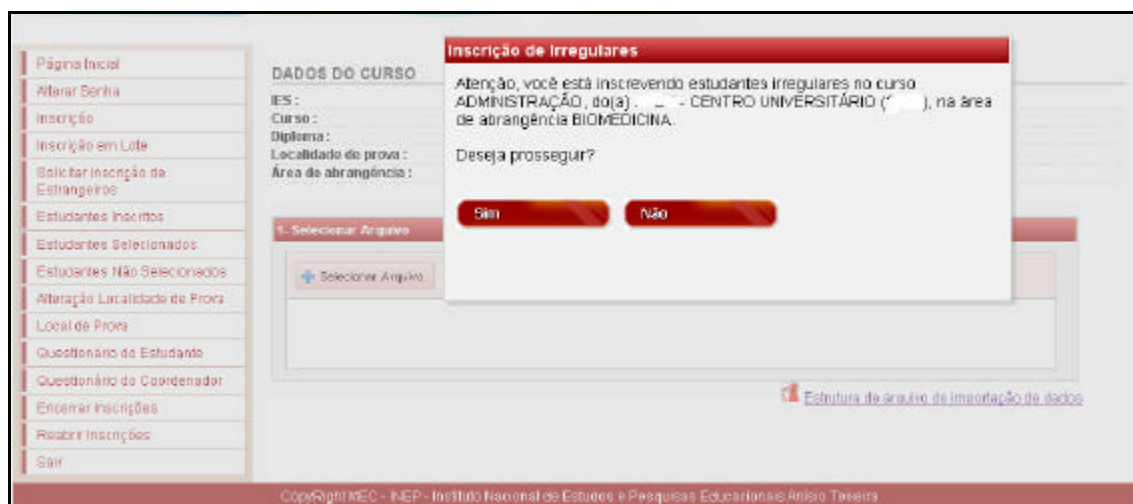 Página Inicial
Alterar Senha
Inscrição
Inscrição em Lote
Solicitar Inscrição de
Estrangeiros
Estudantes Inscritos
Estudantes Selecionados
Estudantes Não Selecionados
Alteração Localidade de Prova
Local de Prova
Questionário do Estudante
Questionário do Coordenador
Encerrar Inscrições
Reabrir Inscrições
Sair
DADOS DO CURSO
IES :
Curso :
Diploma :
Localidade de prova :
Área de abrangência :
Inscrição de Irregulares
Atenção, você está inscrevendo estudantes irregulares no curso
ADMINISTRAÇÃO, do(a) - CENTRO UNIVERSITÁRIO ( ), na área
de abrangência BIOMEDICINA.
Deseja prosseguir?
Sim
Não
1- Selecionar Arquivo
Selecionar Arquivo
Estrutura de arquivo de importação de dados
CopyRight MEC - INEP - Instituto Nacional de Estudos e Pesquisas Educacionais Anísio Teixeira